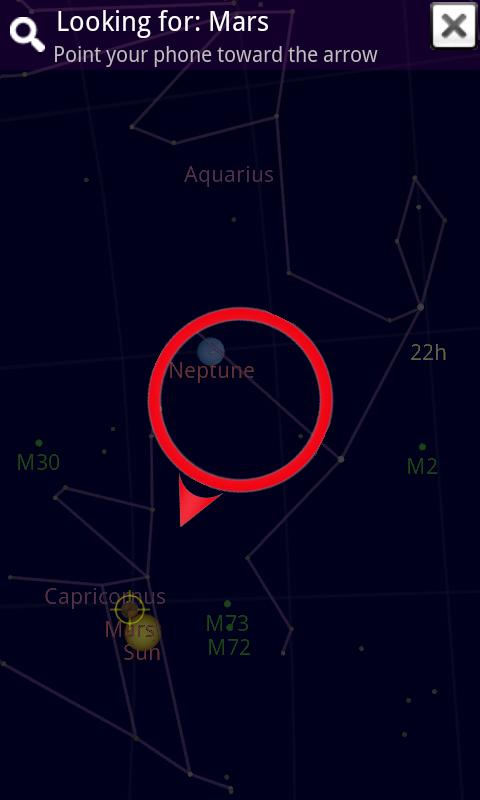 Looking for: Mars
Point your phone toward the arrow
Aquarius
22h
Neptune
M30
M2
Capricornus
Mars
M73
Sun
M72